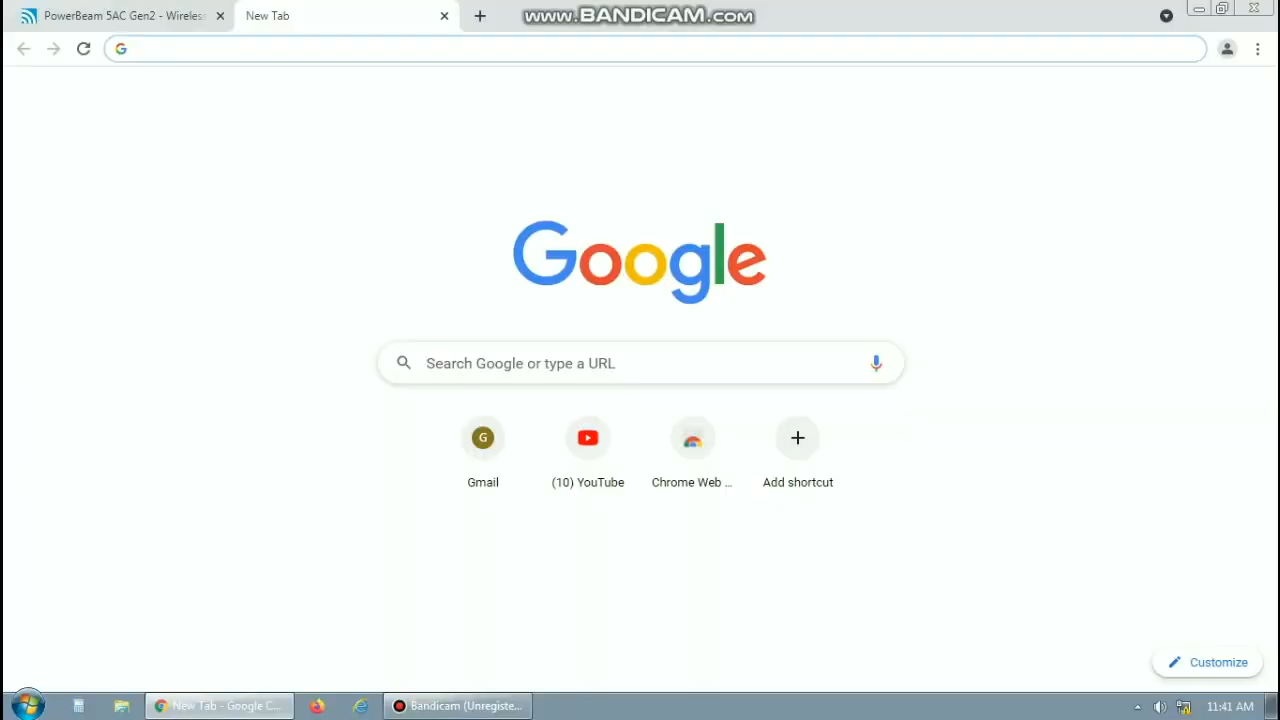 PowerBeam 5AC Gen2 - Wireless
New Tab
www.BANDICAM.com
Google
Search Google or type a URL
G
Gmail
(10) YouTube
Chrome Web ...
Add shortcut
Customize
New Tab - Google C...
Bandicam (Unregiste...
11:41 AM